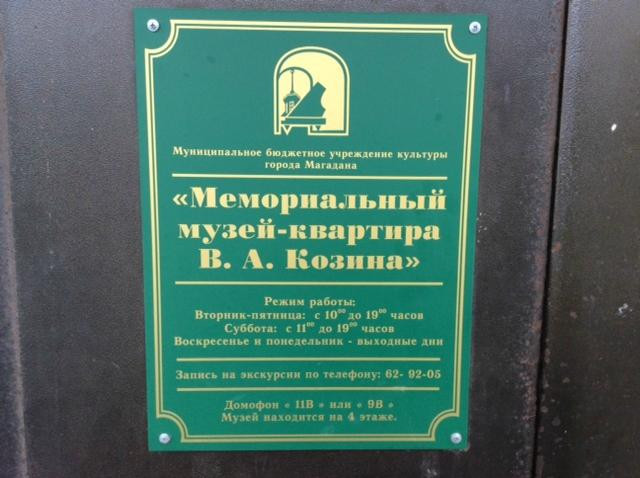 Муниципальное бюджетное учреждение культуры
города Магадана
«Мемориальный
музей-квартира
В. А. Козина»
Режим работы:
Вторник-пятница: с 10⁰⁰ до 19⁰⁰ часов
Суббота: с 11⁰⁰ до 19⁰⁰ часов
Воскресенье и понедельник - выходные дни
Запись на экскурсии по телефону: 62- 92-05
Домофон « 11В » или « 9В »
Музей находится на 4 этаже.